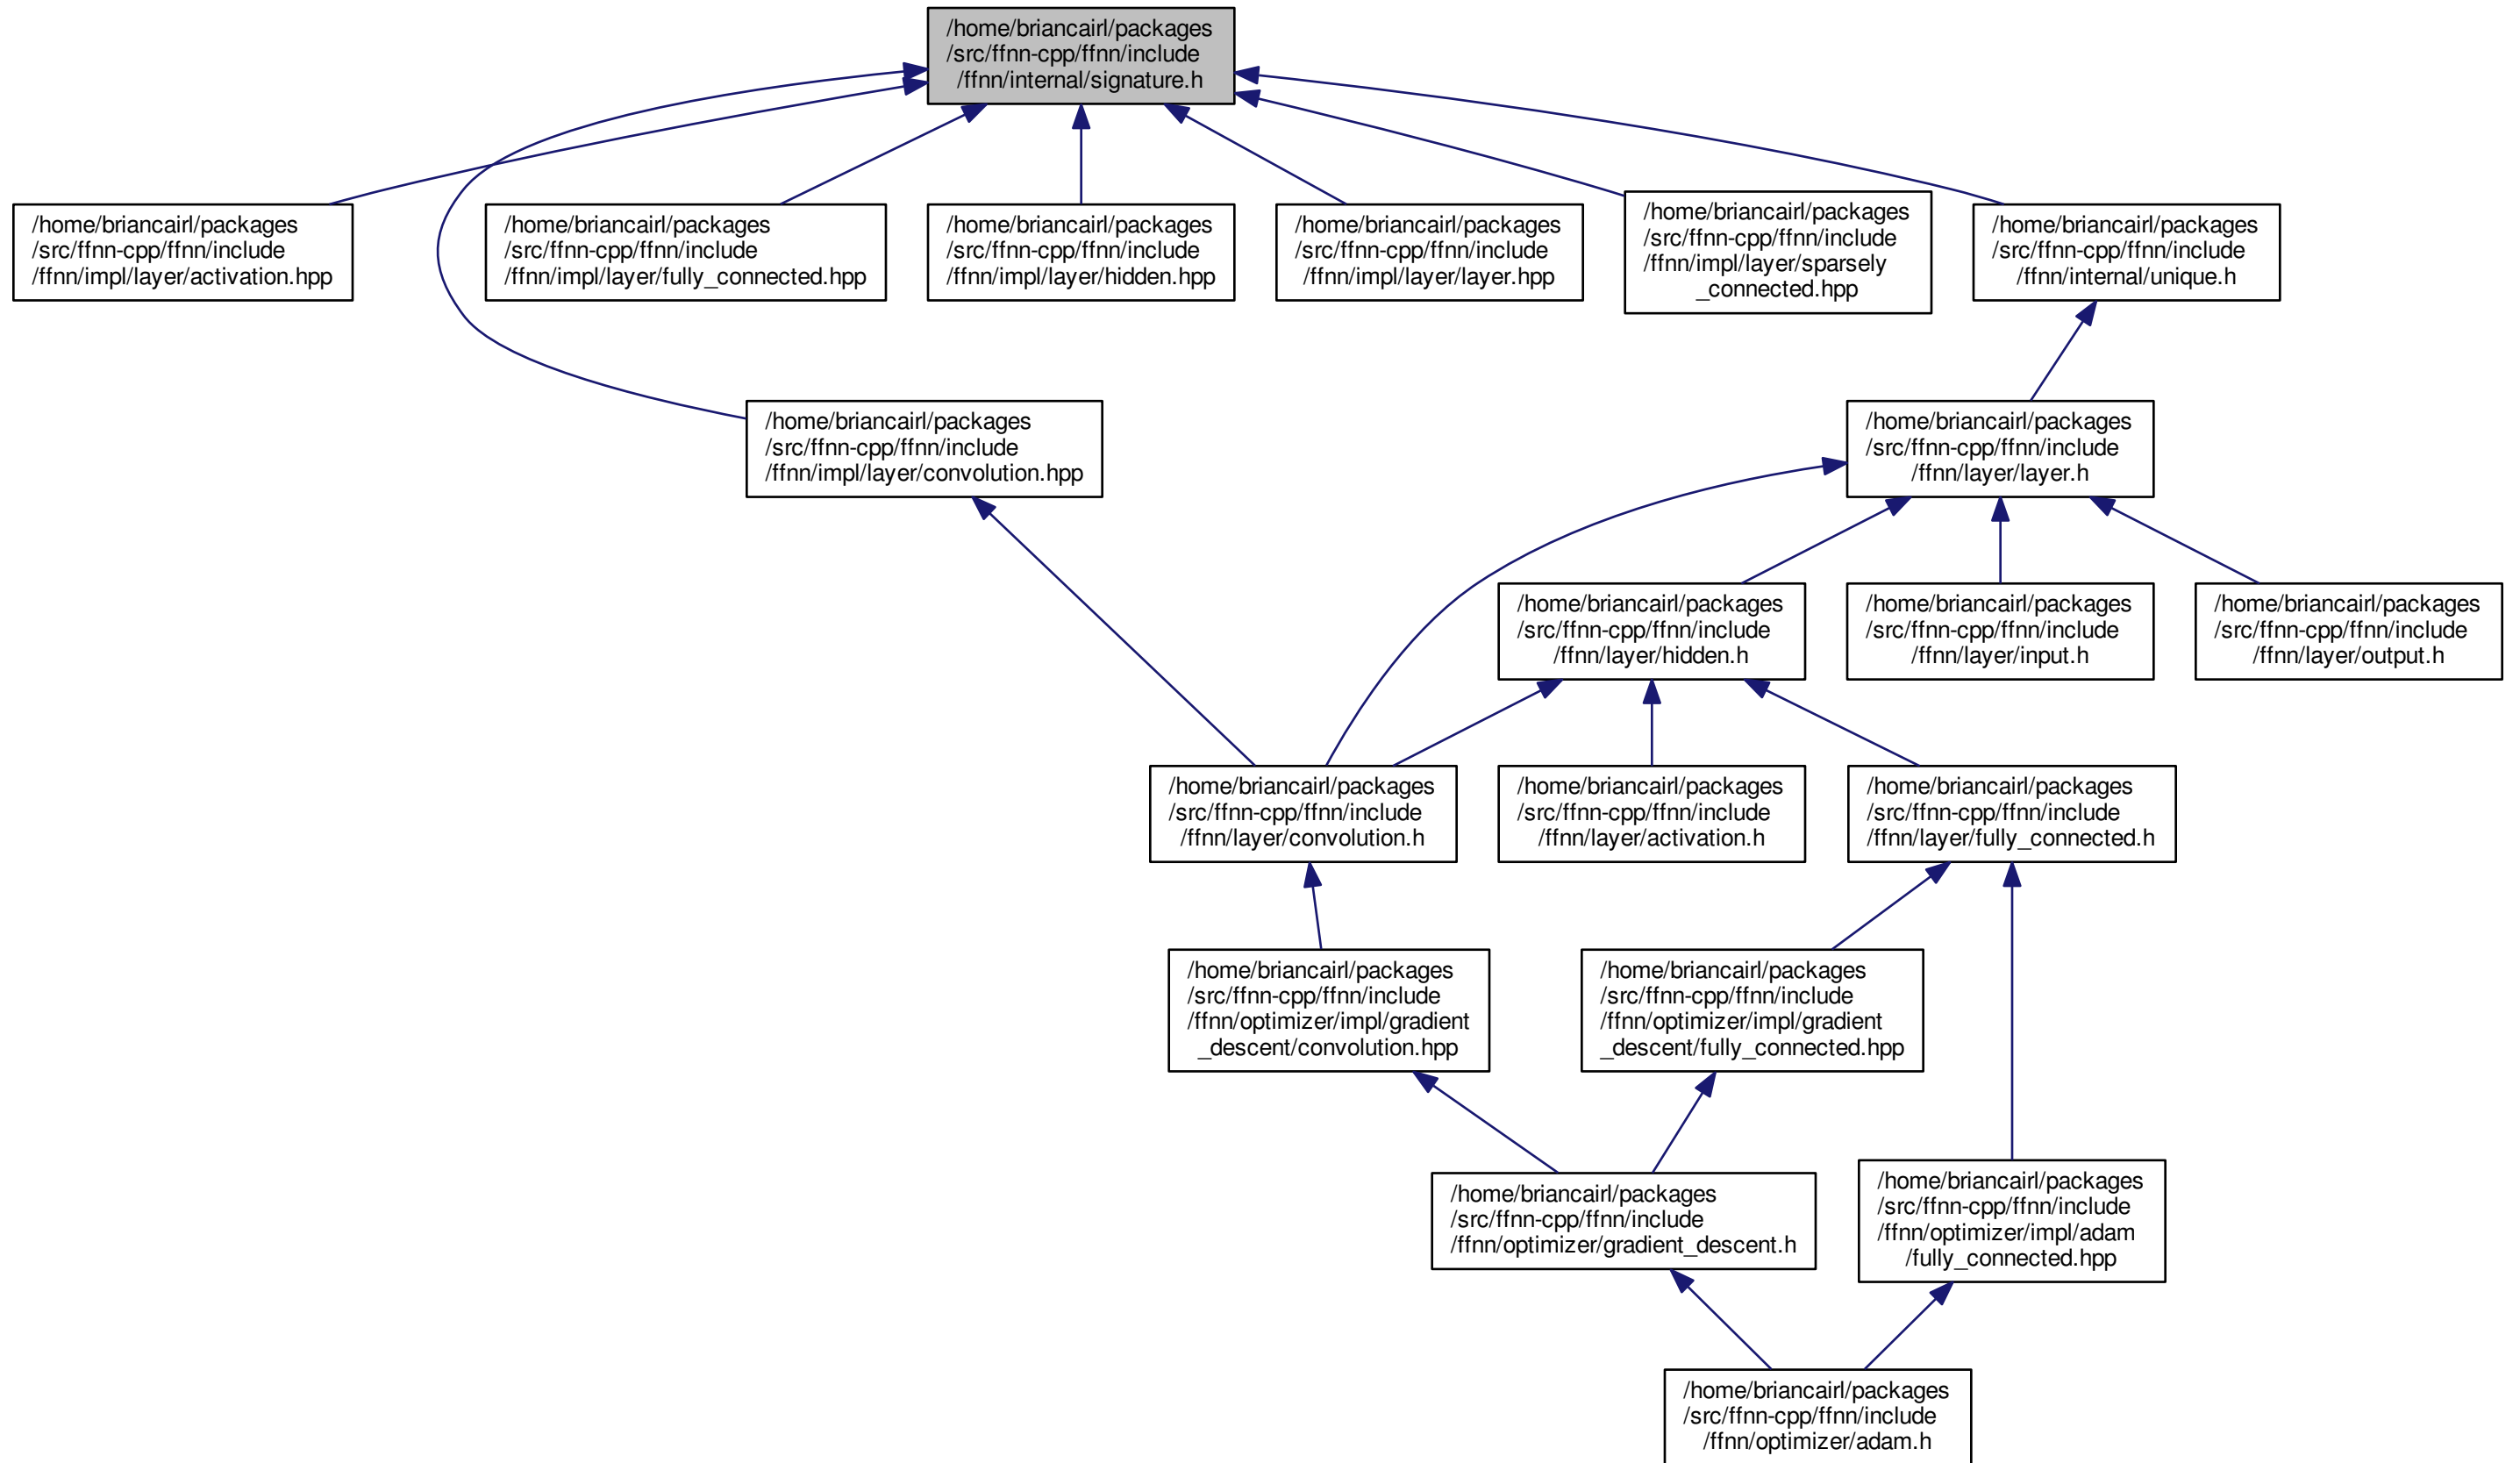 /home/briancairl/packages
/src/ffnn-cpp/ffnn/include
/ffnn/internal/signature.h
/home/briancairl/packages
/src/ffnn-cpp/ffnn/include
/ffnn/impl/layer/activation.hpp
/home/briancairl/packages
/src/ffnn-cpp/ffnn/include
/ffnn/impl/layer/fully_connected.hpp
/home/briancairl/packages
/src/ffnn-cpp/ffnn/include
/ffnn/impl/layer/hidden.hpp
/home/briancairl/packages
/src/ffnn-cpp/ffnn/include
/ffnn/impl/layer/layer.hpp
/home/briancairl/packages
/src/ffnn-cpp/ffnn/include
/ffnn/impl/layer/sparsely
_connected.hpp
/home/briancairl/packages
/src/ffnn-cpp/ffnn/include
/ffnn/internal/unique.h
/home/briancairl/packages
/src/ffnn-cpp/ffnn/include
/ffnn/impl/layer/convolution.hpp
/home/briancairl/packages
/src/ffnn-cpp/ffnn/include
/ffnn/layer/layer.h
/home/briancairl/packages
/src/ffnn-cpp/ffnn/include
/ffnn/layer/hidden.h
/home/briancairl/packages
/src/ffnn-cpp/ffnn/include
/ffnn/layer/input.h
/home/briancairl/packages
/src/ffnn-cpp/ffnn/include
/ffnn/layer/output.h
/home/briancairl/packages
/src/ffnn-cpp/ffnn/include
/ffnn/layer/convolution.h
/home/briancairl/packages
/src/ffnn-cpp/ffnn/include
/ffnn/layer/activation.h
/home/briancairl/packages
/src/ffnn-cpp/ffnn/include
/ffnn/layer/fully_connected.h
/home/briancairl/packages
/src/ffnn-cpp/ffnn/include
/ffnn/optimizer/impl/gradient
_descent/convolution.hpp
/home/briancairl/packages
/src/ffnn-cpp/ffnn/include
/ffnn/optimizer/impl/gradient
_descent/fully_connected.hpp
/home/briancairl/packages
/src/ffnn-cpp/ffnn/include
/ffnn/optimizer/gradient_descent.h
/home/briancairl/packages
/src/ffnn-cpp/ffnn/include
/ffnn/optimizer/impl/adam
/fully_connected.hpp
/home/briancairl/packages
/src/ffnn-cpp/ffnn/include
/ffnn/optimizer/adam.h